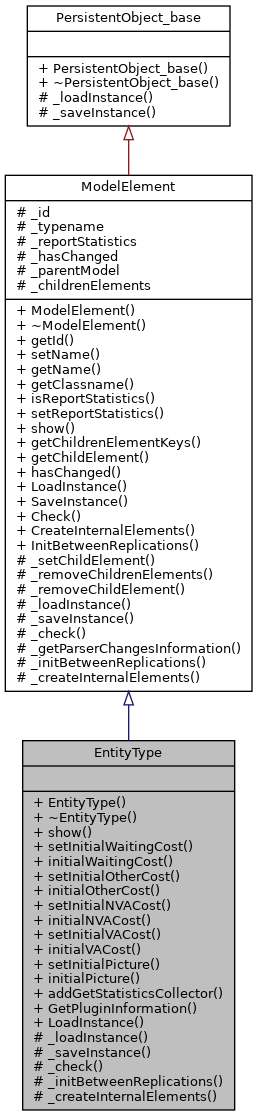 PersistentObject_base
+ PersistentObject_base()
+ ~PersistentObject_base()
# _loadInstance()
# _saveInstance()
ModelElement
# _id
# _typename
# _reportStatistics
# _hasChanged
# _parentModel
# _childrenElements
+ ModelElement()
+ ~ModelElement()
+ getId()
+ setName()
+ getName()
+ getClassname()
+ isReportStatistics()
+ setReportStatistics()
+ show()
+ getChildrenElementKeys()
+ getChildElement()
+ hasChanged()
+ LoadInstance()
+ SaveInstance()
+ Check()
+ CreateInternalElements()
+ InitBetweenReplications()
# _setChildElement()
# _removeChildrenElements()
# _removeChildElement()
# _loadInstance()
# _saveInstance()
# _check()
# _getParserChangesInformation()
# _initBetweenReplications()
# _createInternalElements()
EntityType
+ EntityType()
+ ~EntityType()
+ show()
+ setInitialWaitingCost()
+ initialWaitingCost()
+ setInitialOtherCost()
+ initialOtherCost()
+ setInitialNVACost()
+ initialNVACost()
+ setInitialVACost()
+ initialVACost()
+ setInitialPicture()
+ initialPicture()
+ addGetStatisticsCollector()
+ GetPluginInformation()
+ LoadInstance()
# _loadInstance()
# _saveInstance()
# _check()
# _initBetweenReplications()
# _createInternalElements()